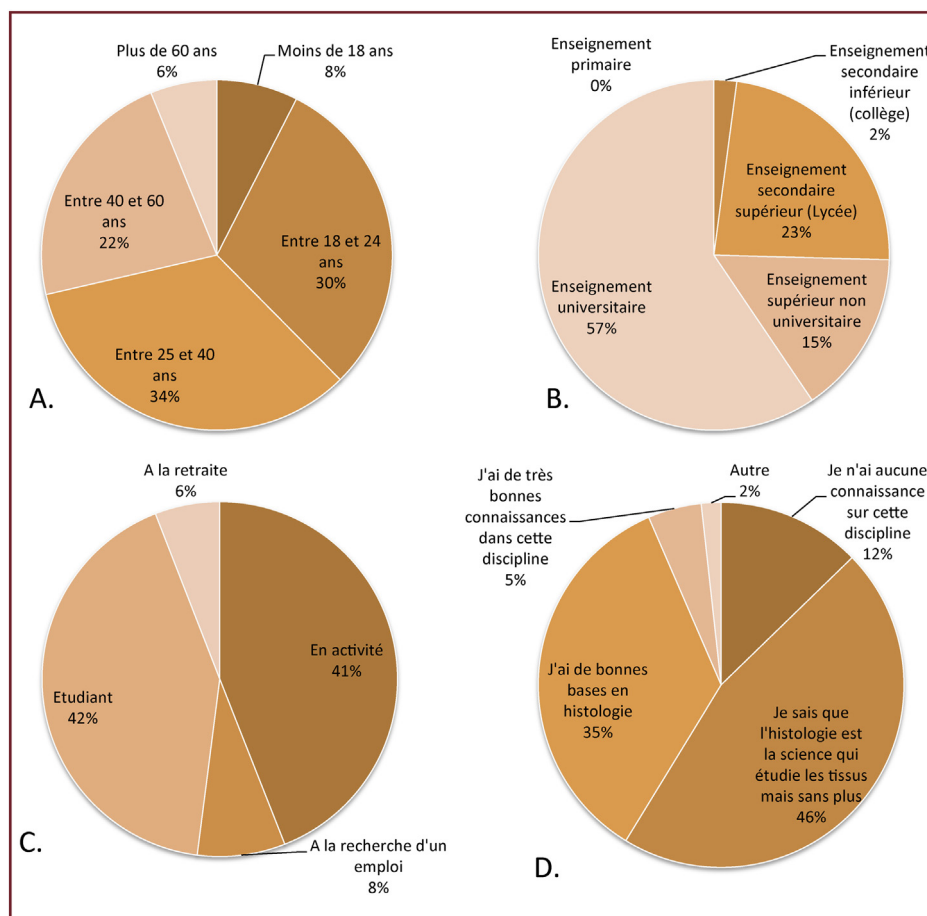 Plus de 60 ans
6%
Moins de 18 ans
8%
Entre 18 et 24
ans
30%
Entre 25 et 40
ans
34%
Entre 40 et 60
ans
22%
A.
Enseignement
primaire
0%
Enseignement
secondaire
inférieur
(collège)
2%
Enseignement
secondaire
supérieur (Lycée)
23%
Enseignement
supérieur non
universitaire
15%
Enseignement
universitaire
57%
B.
A la retraite
6%
En activité
41%
A la recherche d'un
emploi
8%
Etudiant
42%
C.
J'ai de très
bonnes
connaissances
dans cette
discipline
5%
Autre
2%
Je n'ai aucune
connaissance
sur cette
discipline
12%
J'ai de bonnes
bases en
histologie
35%
Je sais que
l'histologie est
la science qui
étudie les tissus
mais sans plus
46%
D.